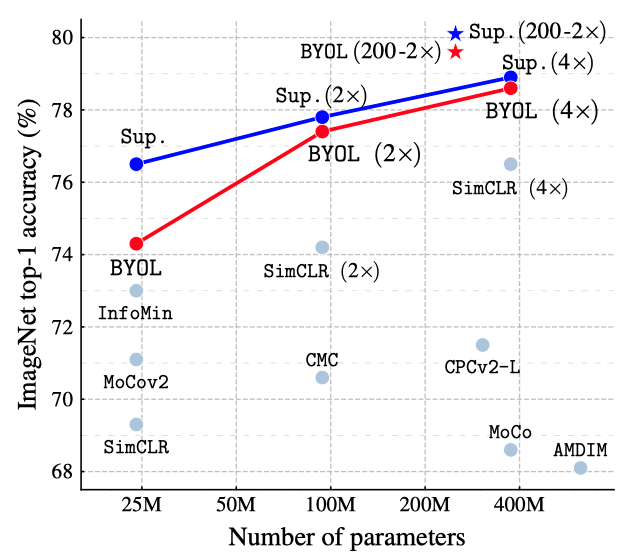 80
Sup.(200-2×)
BYOL(200-2×)
Sup.(4×)
78
Sup.(2×)
BYOL (4×)
Sup.
BYOL (2×)
76
SimCLR (4×)
74
BYOL
SimCLR (2×)
InfoMin
72
MoCov2
CMC
CPCv2-L
70
SimCLR
MoCo
AMDIM
68
25M 50M 100M 200M 400M
Number of parameters
ImageNet top-1 accuracy (%)